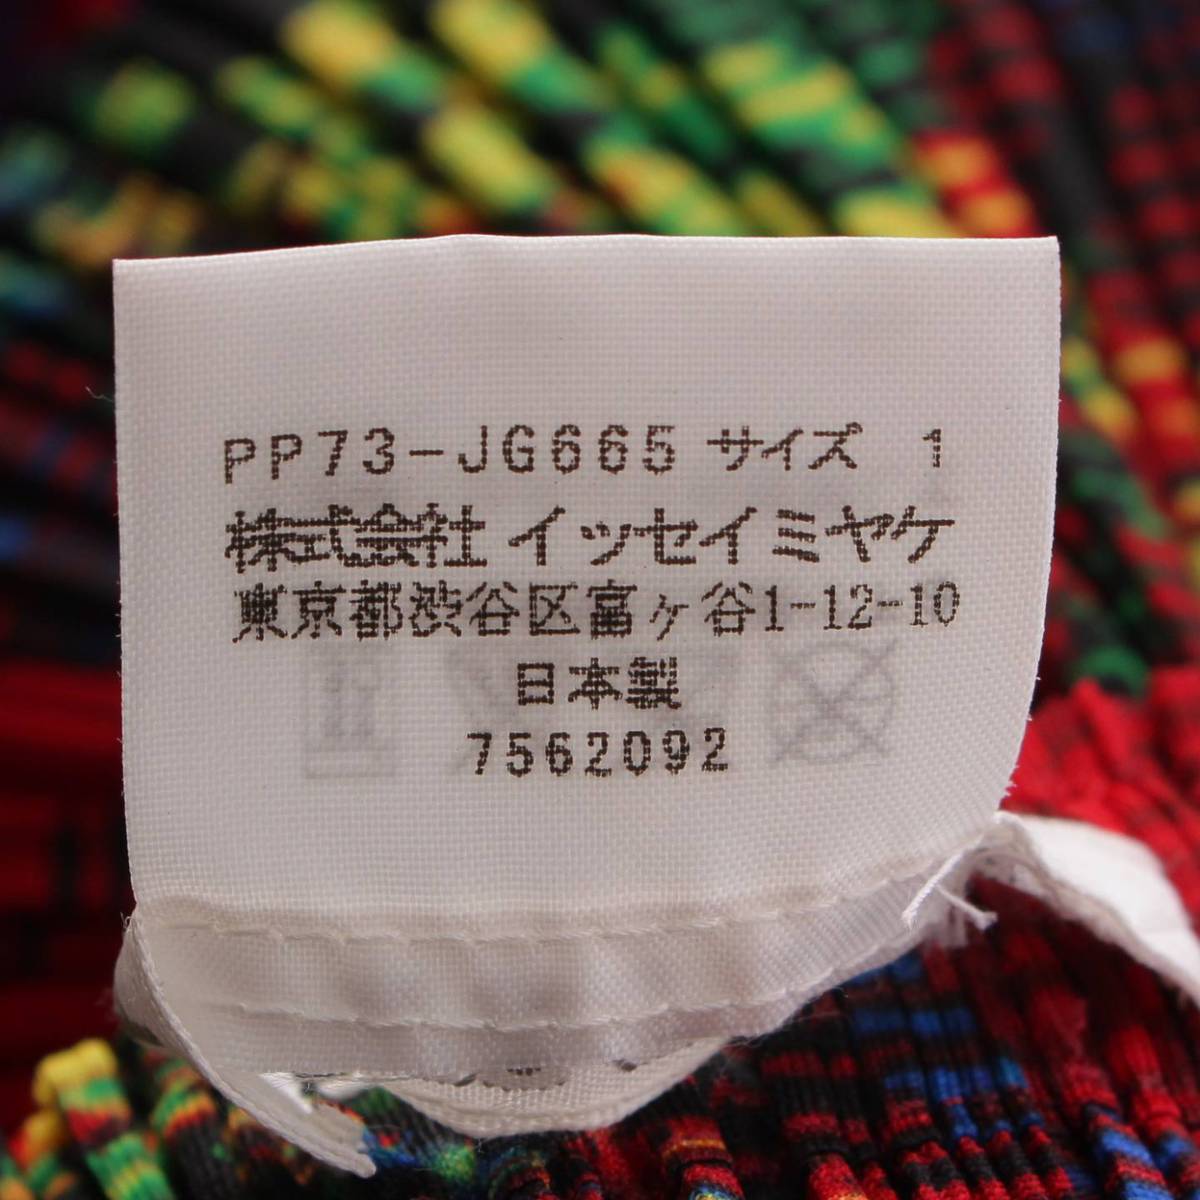 PP73-JG665 サイズ 1
株式会社 イッセイミヤケ
東京都渋谷区富ヶ谷1-12-10
日本製
7562092